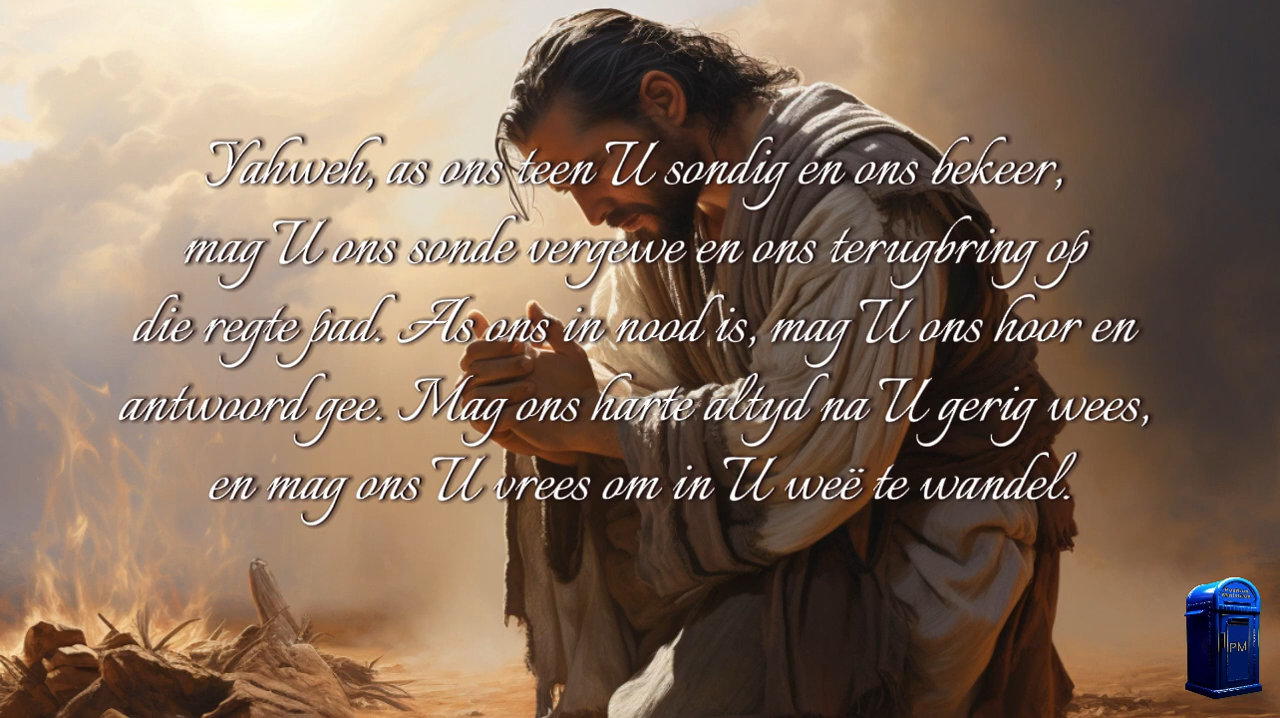 Yahweh, as ons teen U sondig en ons bekeer,
mag U ons sonde vergewe en ons terugbring op
die regte pad. As ons in nood is, mag U ons hoor en
antwoord gee. Mag ons harte altyd na U gerig wees,
en mag ons U vrees om in U weë te wandel.
PM